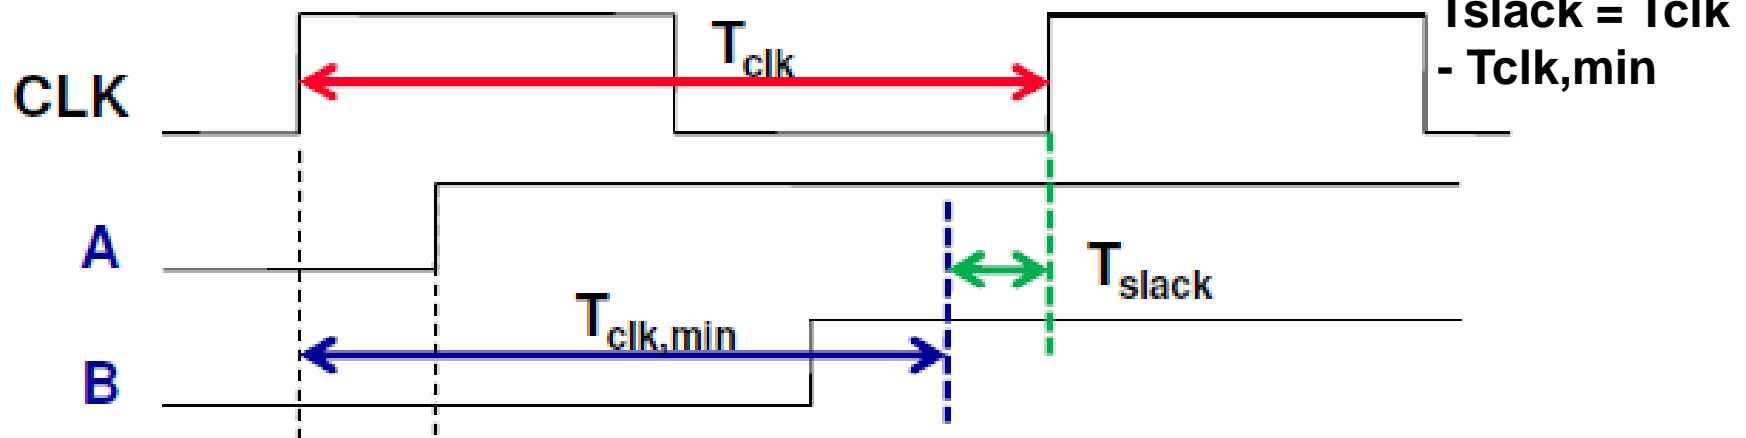 Tslack = Tclk
- Tclk,min
Tclk
CLK
A
Tslack
Tclk,min
B